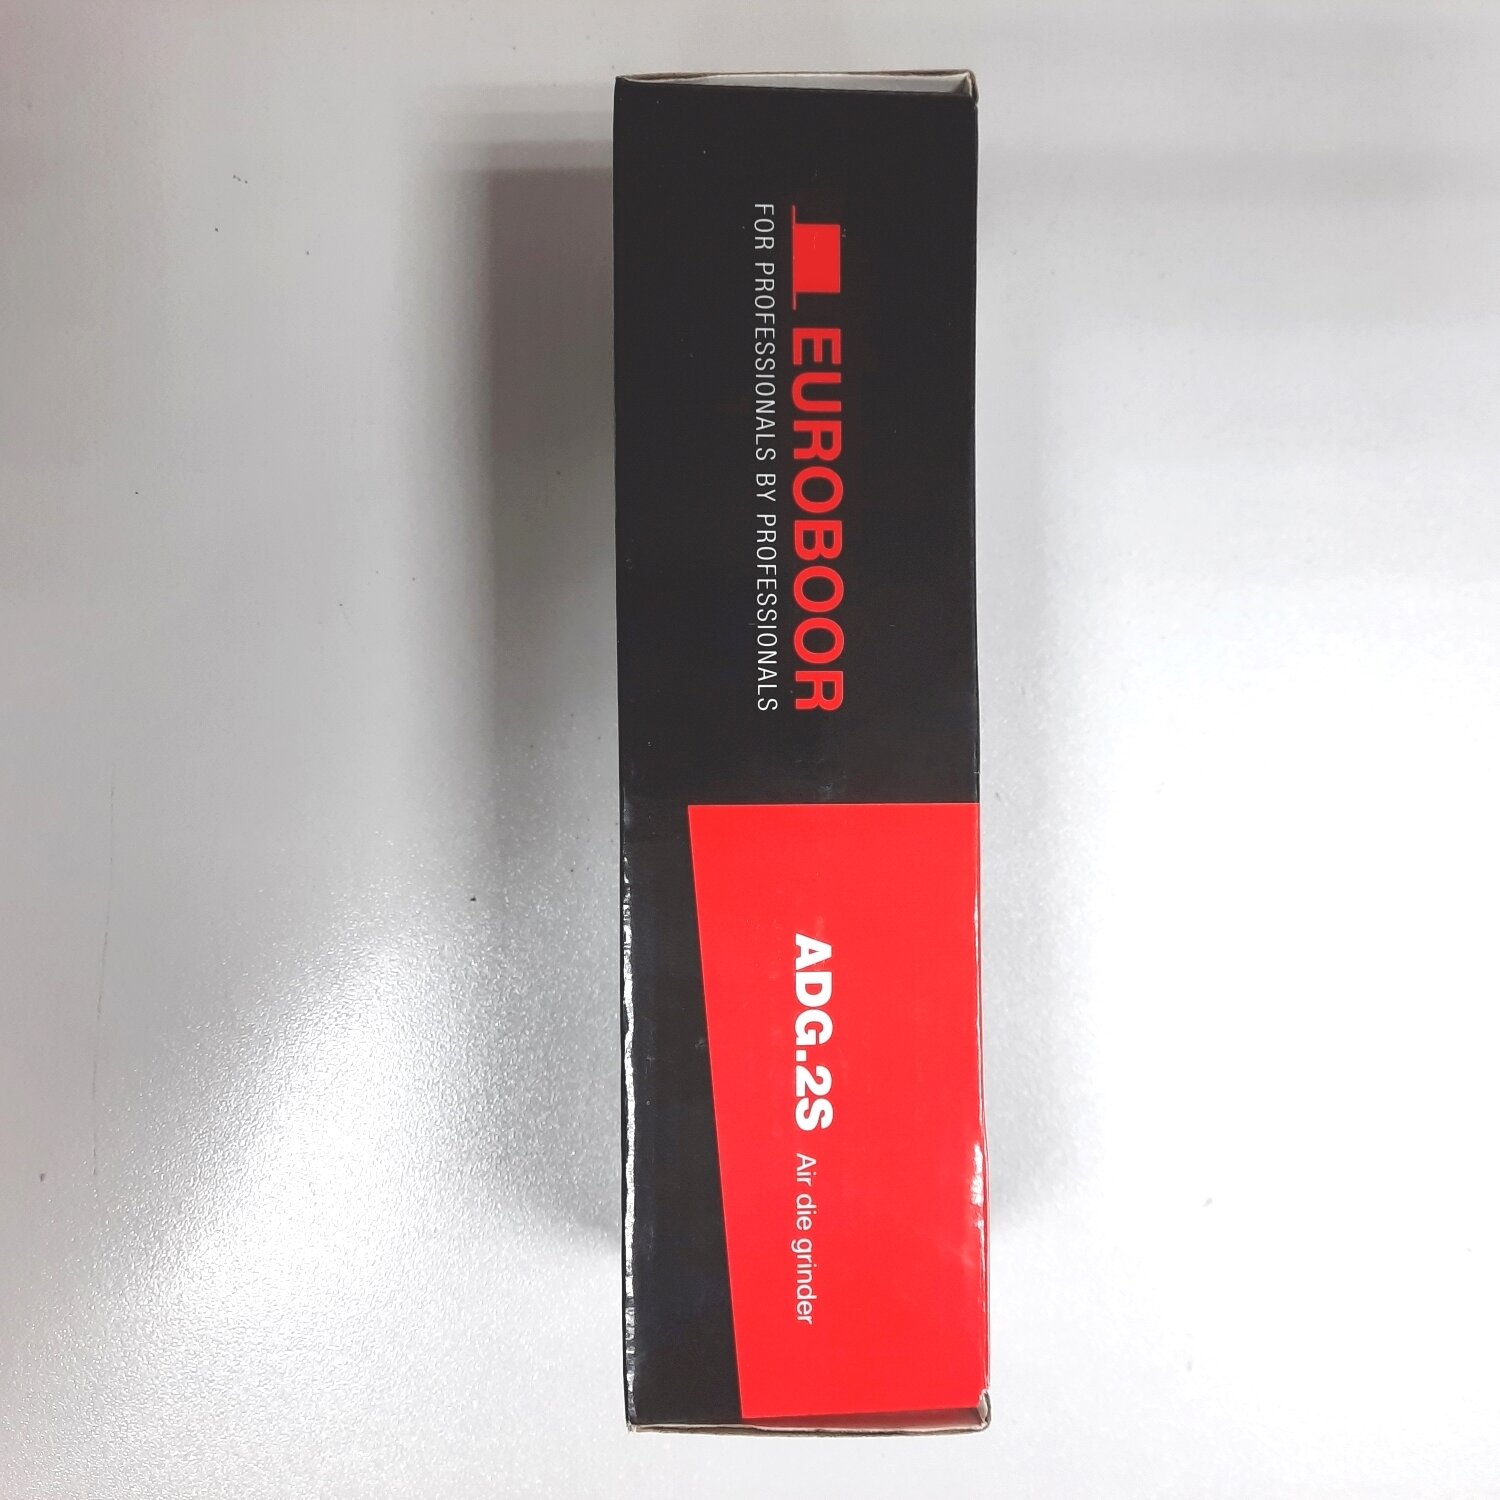 EUROBOOR
FOR PROFESSIONALS BY PROFESSIONALS
ADG.2S Air die grinder